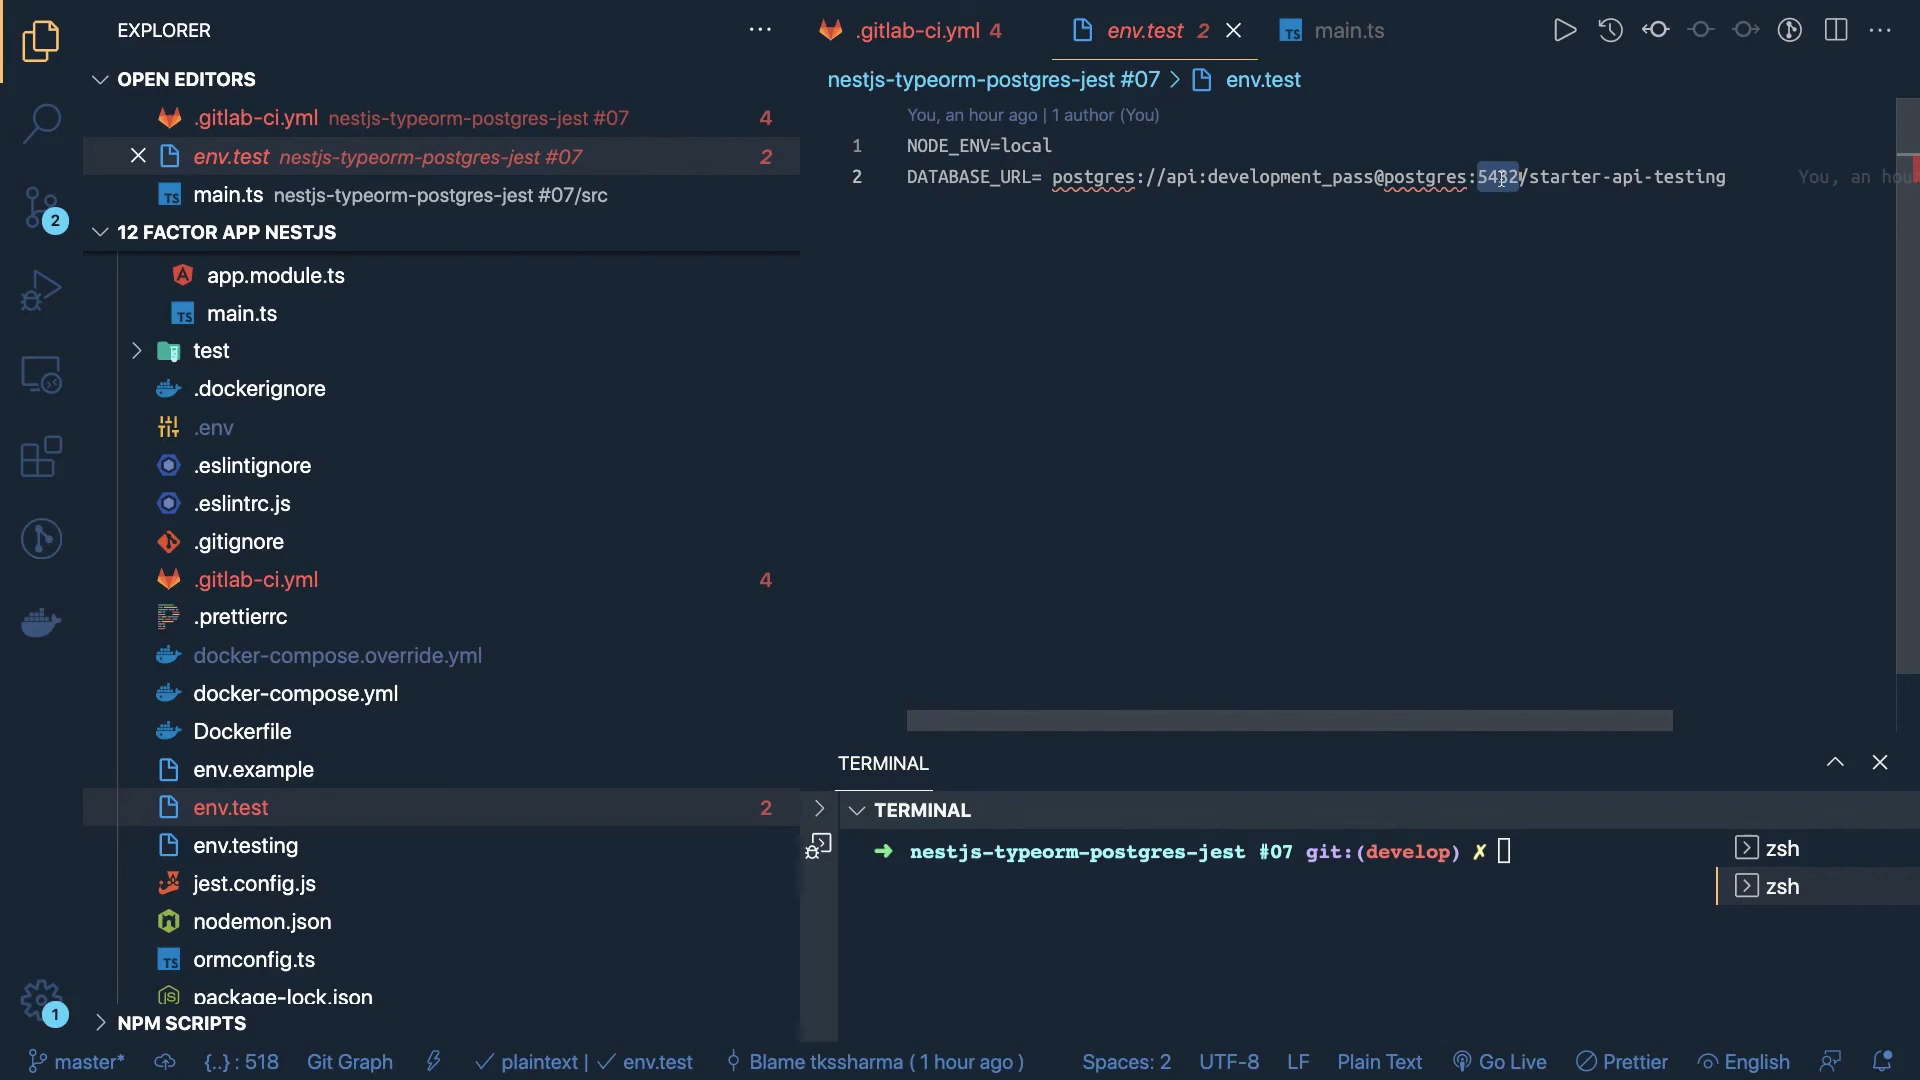 EXPLORER
OPEN EDITORS
.gitlab-ci.yml nestjs-typeorm-postgres-jest #07 4
env.test nestjs-typeorm-postgres-jest #07 2
main.ts nestjs-typeorm-postgres-jest #07/src
2
12 FACTOR APP NESTJS
app.module.ts
main.ts
test
.dockerignore
.env
.eslintignore
.eslintrc.js
.gitignore
.gitlab-ci.yml 4
.prettierrc
docker-compose.override.yml
docker-compose.yml
Dockerfile
env.example
env.test 2
env.testing
jest.config.js
nodemon.json
ormconfig.ts
package-lock.json
1
NPM SCRIPTS
.gitlab-ci.yml 4 env.test 2 main.ts
nestjs-typeorm-postgres-jest #07 > env.test
You, an hour ago | 1 author (You)
1 NODE_ENV=local
2 DATABASE_URL= postgres://api:development_pass@postgres:5432/starter-api-testing You, an hou
TERMINAL
TERMINAL
→ nestjs-typeorm-postgres-jest #07 git:(develop) ✗
zsh
zsh
master* {..} : 518 Git Graph ✓ plaintext | ✓ env.test Blame tkssharma ( 1 hour ago ) Spaces: 2 UTF-8 LF Plain Text Go Live Prettier English